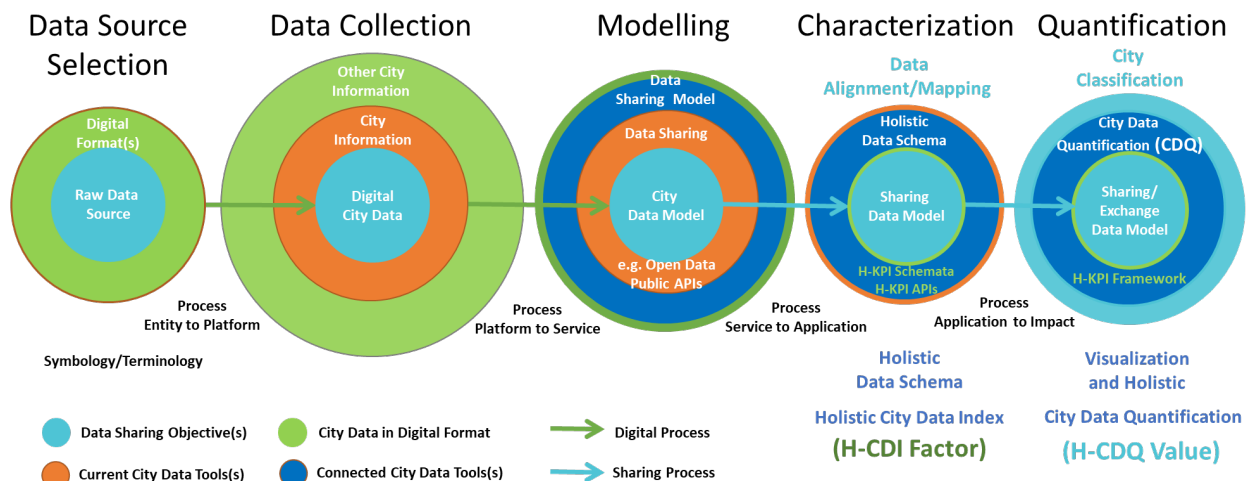 Data Source
Selection
Data Collection
Modelling
Characterization
Quantification
Digital
Format(s)
Raw Data
Source
Other City
Information
City
Information
Digital
City Data
Data
Sharing Model
Data Sharing
City
Data Model
e.g. Open Data
Public APIs
Data
Alignment/Mapping
Holistic
Data Schema
Sharing
Data Model
H-KPI Schemata
H-KPI APIs
City
Classification
City Data
Quantification (CDQ)
Sharing/
Exchange
Data Model
H-KPI Framework
Process
Entity to Platform
Process
Platform to Service
Process
Service to Application
Process
Application to Impact
Symbology/Terminology
Holistic
Data Schema
Holistic City Data Index
(H-CDI Factor)
Visualization
and Holistic
City Data Quantification
(H-CDQ Value)
Data Sharing Objective(s)
City Data in Digital Format
Digital Process
Current City Data Tools(s)
Connected City Data Tools(s)
Sharing Process